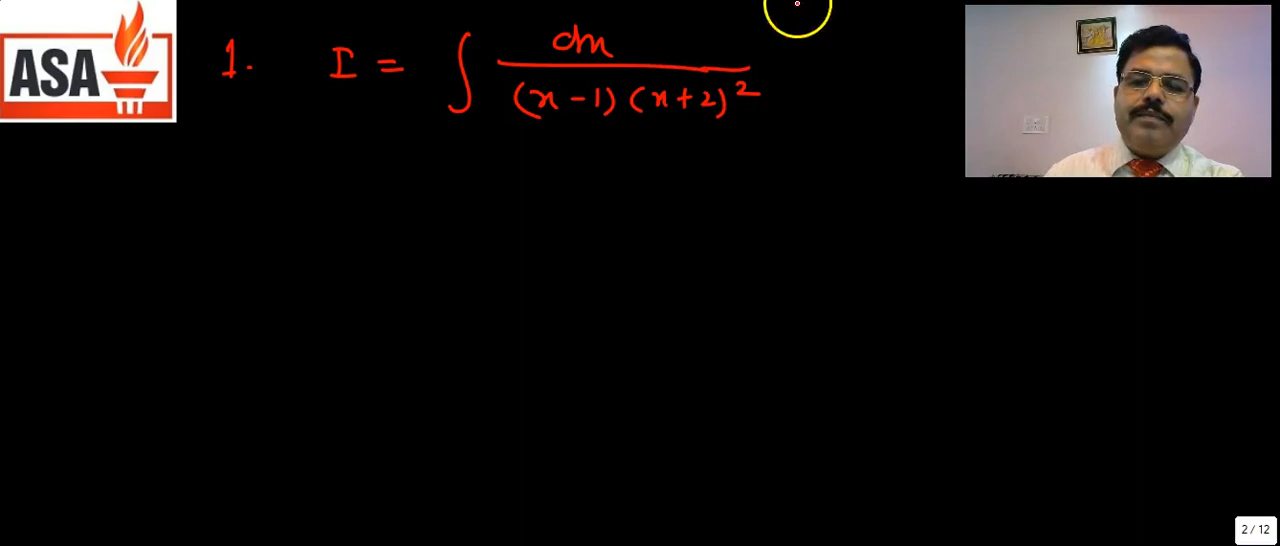 ASA
1. I = ∫ dx
(x-1) (x+2)²
2 / 12